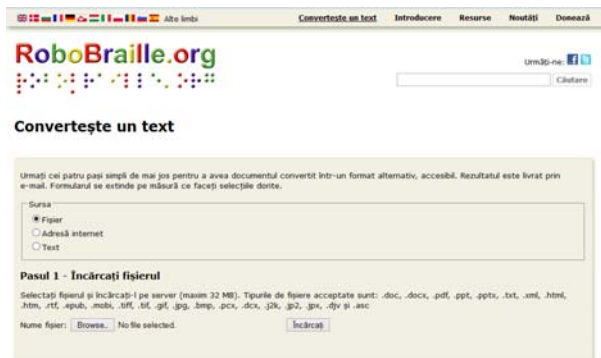 Alte limbi Convertește un text Introducere Resurse Noutăți Donează
RoboBraille.org
Urmăți-ne:
Căutare
Convertește un text
Urmați cei patru pași simpli de mai jos pentru a avea documentul convertit într-un format alternativ, accesibil. Rezultatul este livrat prin
e-mail. Formularul se extinde pe măsură ce faceți selecțiile dorite.
Sursa
Fișier
Adresă internet
Text
Pasul 1 - Încărcați fișierul
Selectați fișierul și încărcați-l pe server (maxim 32 MB). Tipurile de fișiere acceptate sunt: .doc, .docx, .pdf, .ppt, .pptx, .txt, .xml, .html,
.htm, .rtf, .epub, .mobi, .tiff, .tif, .gif, .jpg, .bmp, .pcx, .dcx, .j2k, .jp2, .jpx, .djv și .asc
Nume fișier: Browse.. No file selected. Încărcați